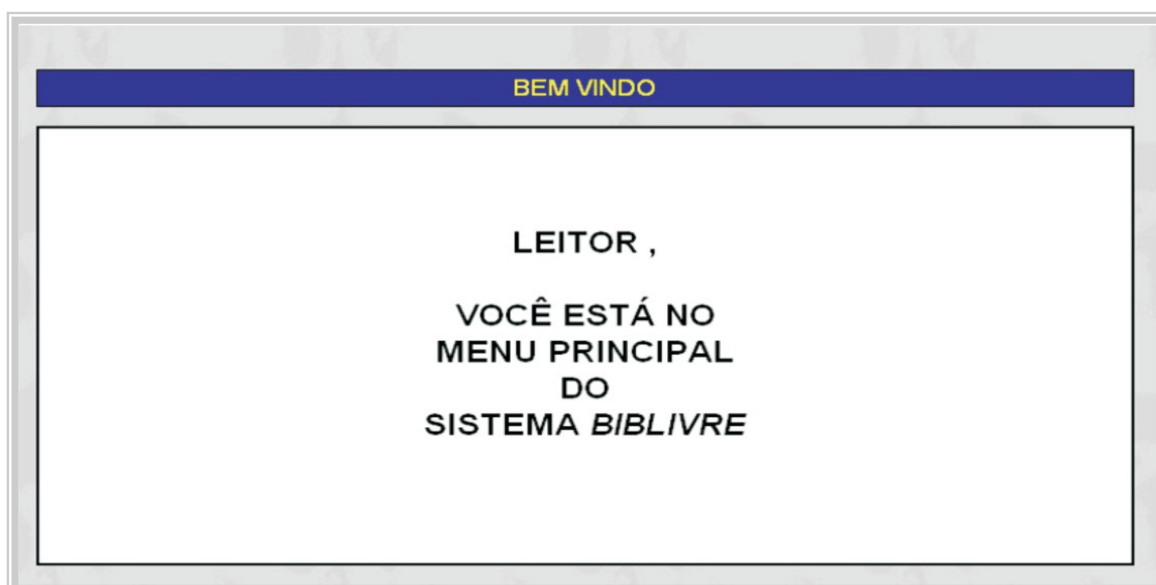 BEM VINDO
LEITOR ,
VOCÊ ESTÁ NO
MENU PRINCIPAL
DO
SISTEMA BIBLIVRE